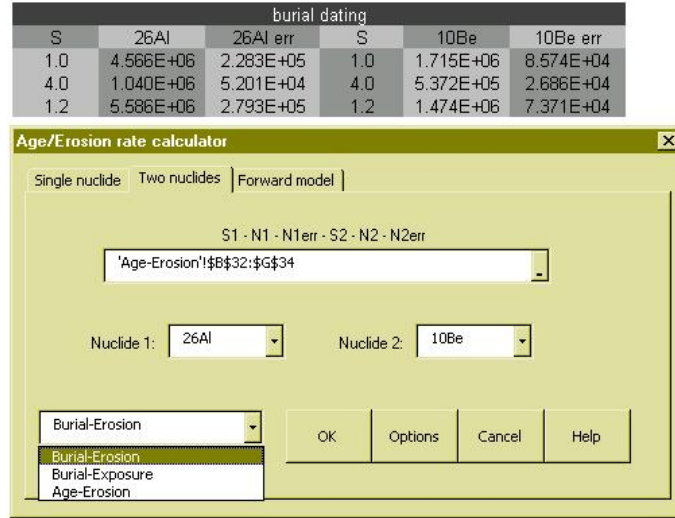 burial dating
S 26Al 26Al err S 10Be 10Be err
1.0 4.566E+06 2.283E+05 1.0 1.715E+06 8.574E+04
4.0 1.040E+06 5.201E+04 4.0 5.372E+05 2.686E+04
1.2 5.586E+06 2.793E+05 1.2 1.474E+06 7.371E+04
Age/Erosion rate calculator
Single nuclide Two nuclides Forward model
S1 - N1 - N1err - S2 - N2 - N2err
'Age-Erosion'!$B$32:$G$34
Nuclide 1: 26Al Nuclide 2: 10Be
Burial-Erosion OK Options Cancel Help
Burial-Erosion
Burial-Exposure
Age-Erosion